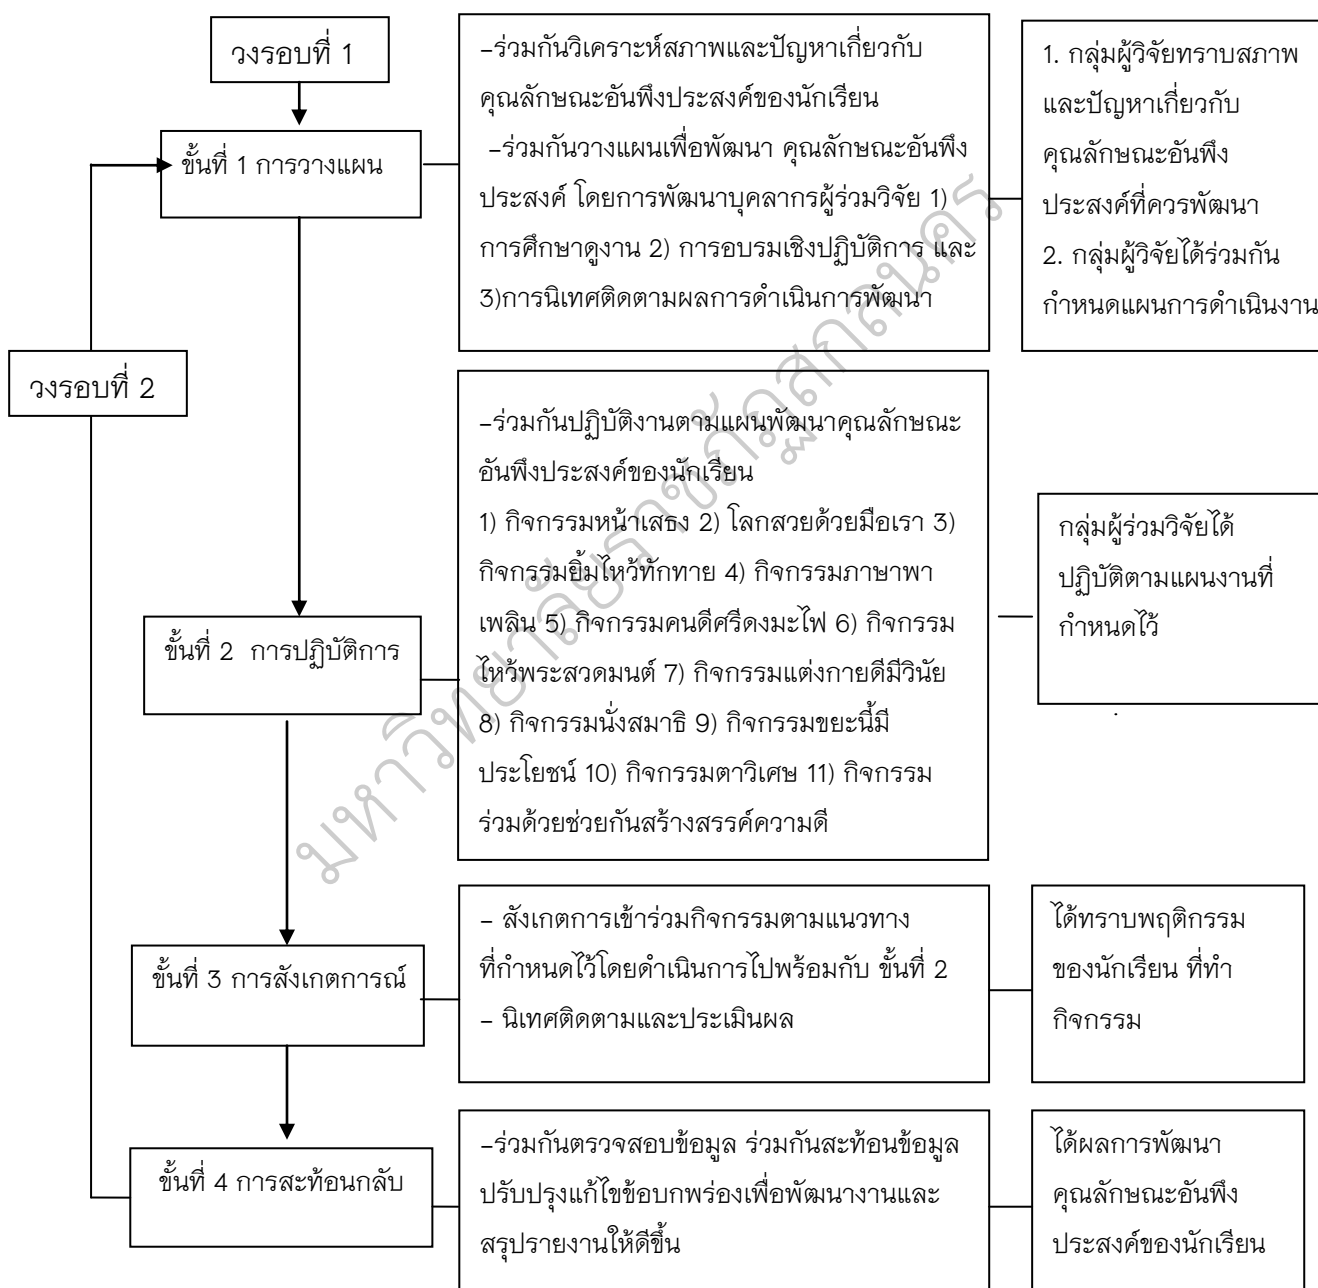 วงรอบที่ 1
ขั้นที่ 1 การวางแผน
-ร่วมกันวิเคราะห์สภาพและปัญหาเกี่ยวกับ
คุณลักษณะอันพึงประสงค์ของนักเรียน
-ร่วมกันวางแผนเพื่อพัฒนา คุณลักษณะอันพึง
ประสงค์ โดยการพัฒนาบุคลากรผู้ร่วมวิจัย 1)
การศึกษาดูงาน 2) การอบรมเชิงปฏิบัติการ และ
3)การนิเทศติดตามผลการดำเนินการพัฒนา
1. กลุ่มผู้วิจัยทราบสภาพ
และปัญหาเกี่ยวกับ
คุณลักษณะอันพึง
ประสงค์ที่ควรพัฒนา
2. กลุ่มผู้วิจัยได้ร่วมกัน
กำหนดแผนการดำเนินงาน
วงรอบที่ 2
ขั้นที่ 2 การปฏิบัติการ
-ร่วมกันปฏิบัติงานตามแผนพัฒนาคุณลักษณะ
อันพึงประสงค์ของนักเรียน
1) กิจกรรมหน้าเสธง 2) โลกสวยด้วยมือเรา 3)
กิจกรรมยิ้มไหว้ทักทาย 4) กิจกรรมภาษาพา
เพลิน 5) กิจกรรมคนดีศรีดงมะไฟ 6) กิจกรรม
ไหว้พระสวดมนต์ 7) กิจกรรมแต่งกายดีมีวินัย
8) กิจกรรมนั่งสมาธิ 9) กิจกรรมขยะนี้มี
ประโยชน์ 10) กิจกรรมตาวิเศษ 11) กิจกรรม
ร่วมด้วยช่วยกันสร้างสรรค์ความดี
กลุ่มผู้ร่วมวิจัยได้
ปฏิบัติตามแผนงานที่
กำหนดไว้
มหาวิทยาลัยราชภัฏสกลนคร
ขั้นที่ 3 การสังเกตการณ์
- สังเกตการเข้าร่วมกิจกรรมตามแนวทาง
ที่กำหนดไว้โดยดำเนินการไปพร้อมกับ ขั้นที่ 2
- นิเทศติดตามและประเมินผล
ได้ทราบพฤติกรรม
ของนักเรียน ที่ทำ
กิจกรรม
ขั้นที่ 4 การสะท้อนกลับ
-ร่วมกันตรวจสอบข้อมูล ร่วมกันสะท้อนข้อมูล
ปรับปรุงแก้ไขข้อบกพร่องเพื่อพัฒนางานและ
สรุปรายงานให้ดีขึ้น
ได้ผลการพัฒนา
คุณลักษณะอันพึง
ประสงค์ของนักเรียน